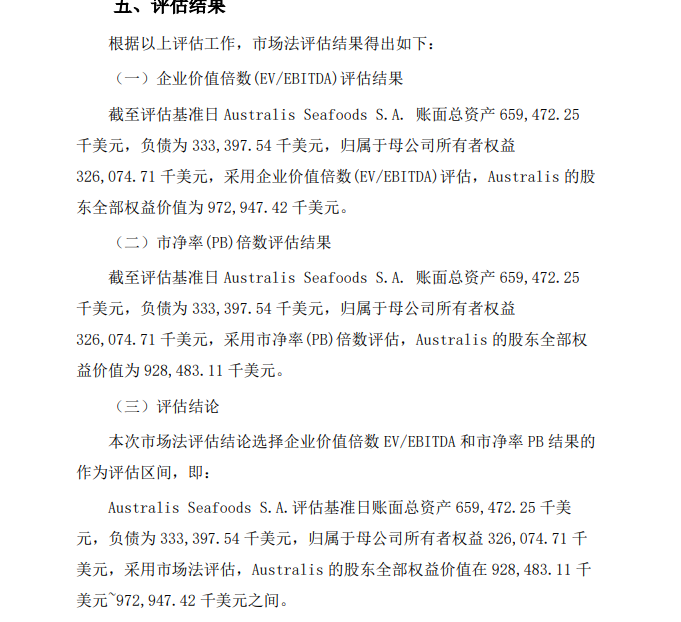 五、评估结果
根据以上评估工作，市场法评估结果得出如下：
（一）企业价值倍数(EV/EBITDA)评估结果
截至评估基准日 Australis Seafoods S.A. 账面总资产 659,472.25
千美元，负债为 333,397.54 千美元，归属于母公司所有者权益
326,074.71 千美元，采用企业价值倍数(EV/EBITDA)评估，Australis 的股
东全部权益价值为 972,947.42 千美元。
（二）市净率(PB)倍数评估结果
截至评估基准日 Australis Seafoods S.A. 账面总资产 659,472.25
千美元，负债为 333,397.54 千美元，归属于母公司所有者权益
326,074.71 千美元，采用市净率(PB)倍数评估，Australis 的股东全部权
益价值为 928,483.11 千美元。
（三）评估结论
本次市场法评估结论选择企业价值倍数 EV/EBITDA 和市净率 PB 结果的
作为评估区间，即：
Australis Seafoods S.A.评估基准日账面总资产 659,472.25 千美
元，负债为 333,397.54 千美元，归属于母公司所有者权益 326,074.71 千
美元，采用市场法评估，Australis 的股东全部权益价值在 928,483.11 千
美元~972,947.42 千美元之间。